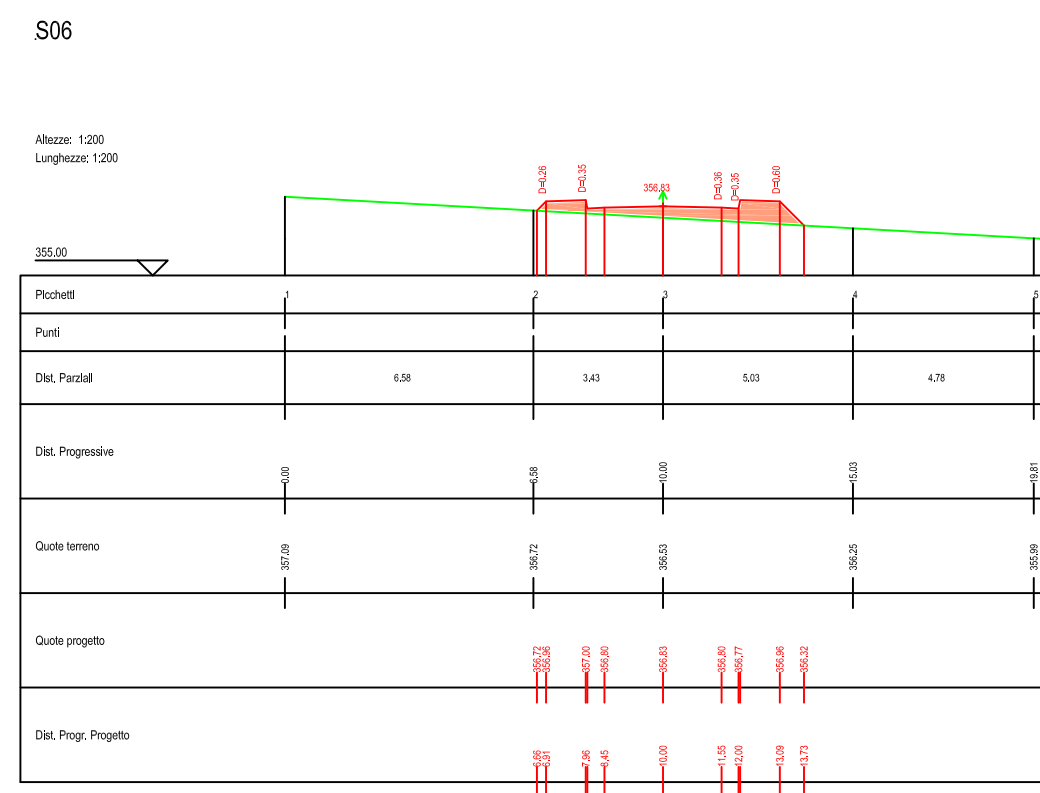 S06
Altezze: 1:200
Lunghezze: 1:200
D=0.26
D=0.35
356.83
D=0.36
D=0.35
D=0.60
355.00
Picchetti 1 2 3 4 5
Punti
Dist. Parziali 6.58 3.43 5.03 4.78
Dist. Progressive 0.00 6.58 10.00 15.03 19.81
Quote terreno 357.09 356.72 356.53 356.25 355.99
Quote progetto 356.72 356.96 357.00 356.80 356.83 356.80 356.77 356.96 356.32
Dist. Progr. Progetto 6.66 6.91 7.96 8.45 10.00 11.55 12.00 13.09 13.73